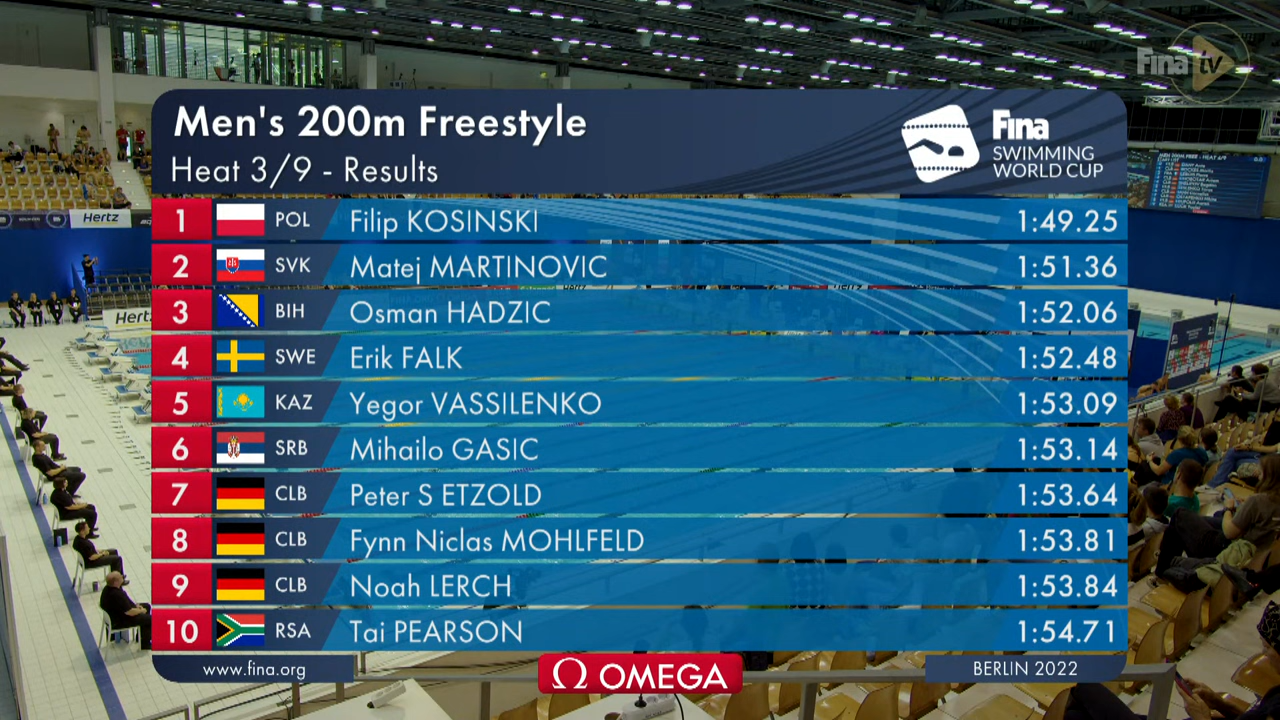 Fina tv
Men's 200m Freestyle
Heat 3/9 - Results
Fina
SWIMMING
WORLD CUP
1 POL Filip KOSINSKI 1:49.25
2 SVK Matej MARTINOVIC 1:51.36
3 BIH Osman HADZIC 1:52.06
4 SWE Erik FALK 1:52.48
5 KAZ Yegor VASSILENKO 1:53.09
6 SRB Mihailo GASIC 1:53.14
7 CLB Peter S ETZOLD 1:53.64
8 CLB Fynn Niclas MOHLFELD 1:53.81
9 CLB Noah LERCH 1:53.84
10 RSA Tai PEARSON 1:54.71
www.fina.org
Ω OMEGA
BERLIN 2022
Hertz
Hertz